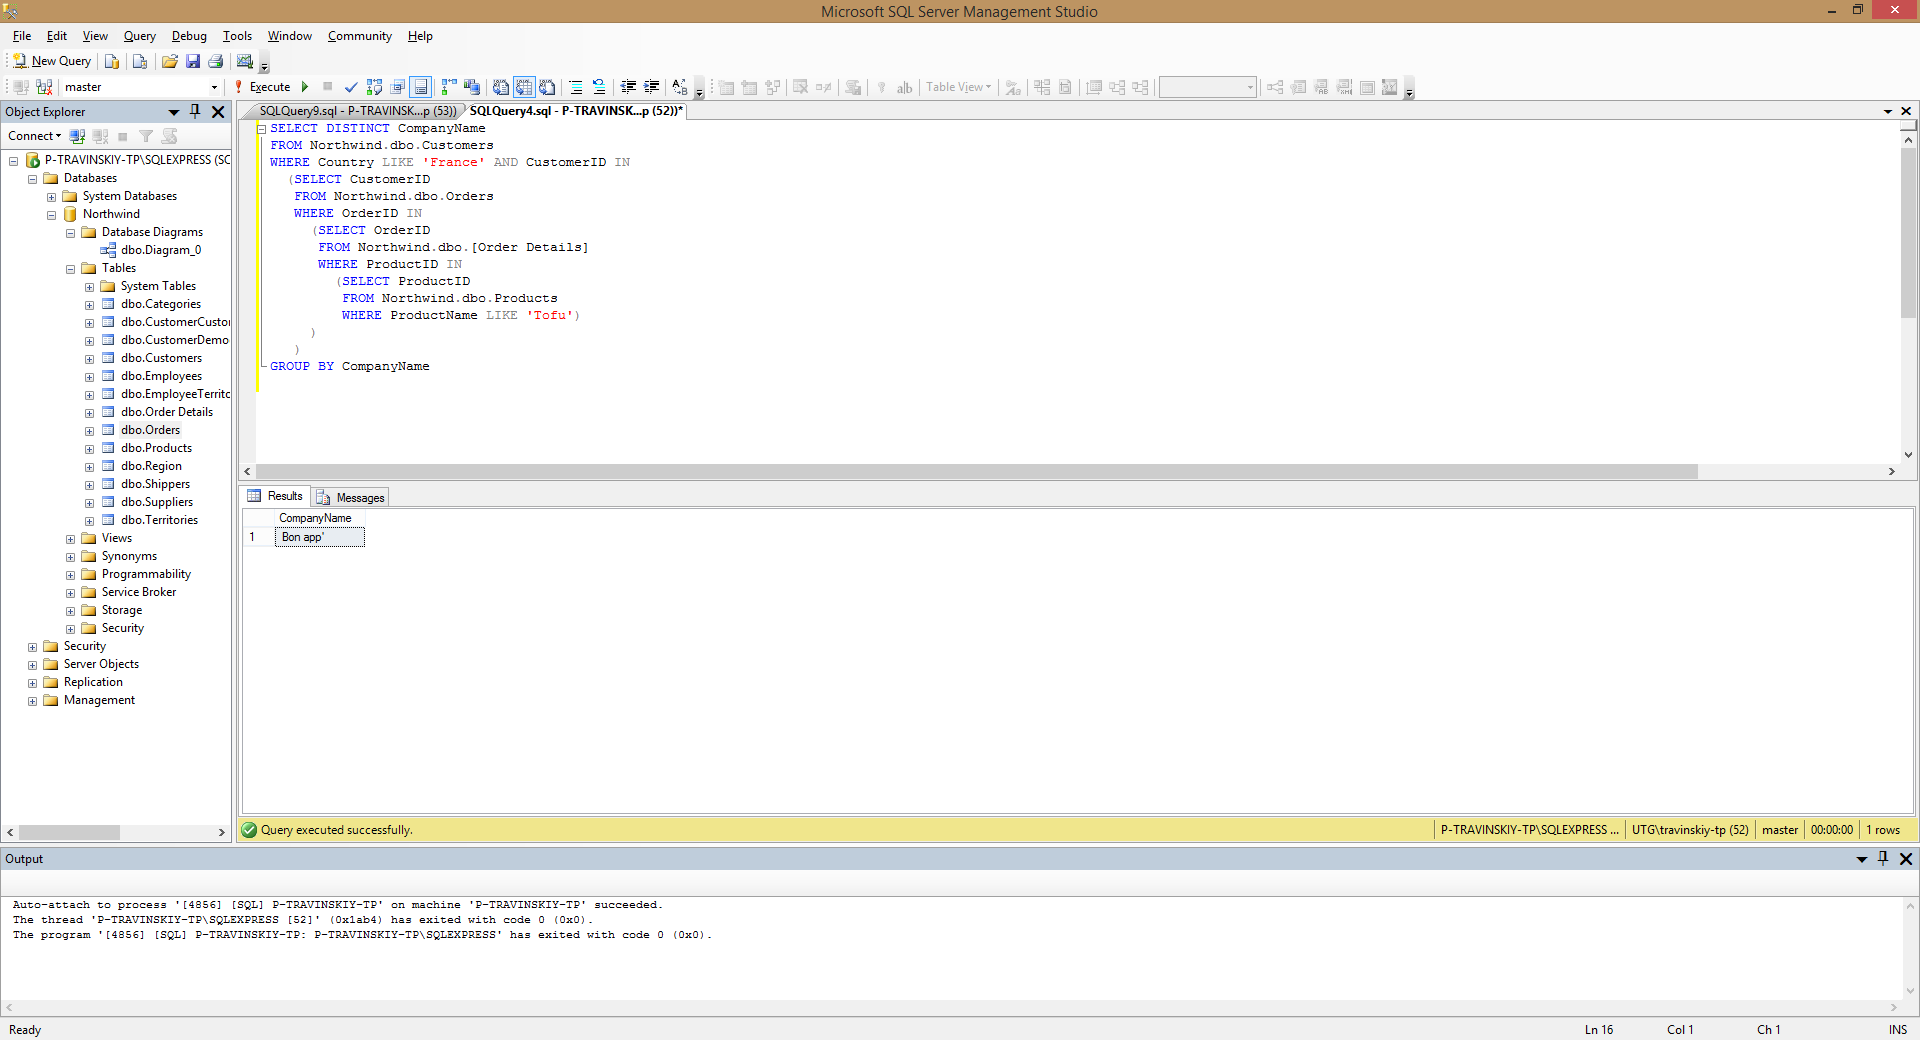 Microsoft SQL Server Management Studio
File Edit View Query Debug Tools Window Community Help
New Query
master Execute Table View
Object Explorer
Connect
P-TRAVINSKIY-TP\SQLEXPRESS (SC
Databases
System Databases
Northwind
Database Diagrams
dbo.Diagram_0
Tables
System Tables
dbo.Categories
dbo.CustomerCustor
dbo.CustomerDemo
dbo.Customers
dbo.Employees
dbo.EmployeeTerritc
dbo.Order Details
dbo.Orders
dbo.Products
dbo.Region
dbo.Shippers
dbo.Suppliers
dbo.Territories
Views
Synonyms
Programmability
Service Broker
Storage
Security
Security
Server Objects
Replication
Management
SQLQuery9.sql - P-TRAVINSK...p (53)) SQLQuery4.sql - P-TRAVINSK...p (52))*
SELECT DISTINCT CompanyName
FROM Northwind.dbo.Customers
WHERE Country LIKE 'France' AND CustomerID IN
(SELECT CustomerID
FROM Northwind.dbo.Orders
WHERE OrderID IN
(SELECT OrderID
FROM Northwind.dbo.[Order Details]
WHERE ProductID IN
(SELECT ProductID
FROM Northwind.dbo.Products
WHERE ProductName LIKE 'Tofu')
)
)
GROUP BY CompanyName
Results Messages
CompanyName
1 Bon app'
Query executed successfully. P-TRAVINSKIY-TP\SQLEXPRESS ... UTG\travinskiy-tp (52) master 00:00:00 1 rows
Output
Auto-attach to process '[4856] [SQL] P-TRAVINSKIY-TP' on machine 'P-TRAVINSKIY-TP' succeeded.
The thread 'P-TRAVINSKIY-TP\SQLEXPRESS [52]' (0x1ab4) has exited with code 0 (0x0).
The program '[4856] [SQL] P-TRAVINSKIY-TP: P-TRAVINSKIY-TP\SQLEXPRESS' has exited with code 0 (0x0).
Ready Ln 16 Col 1 Ch 1 INS